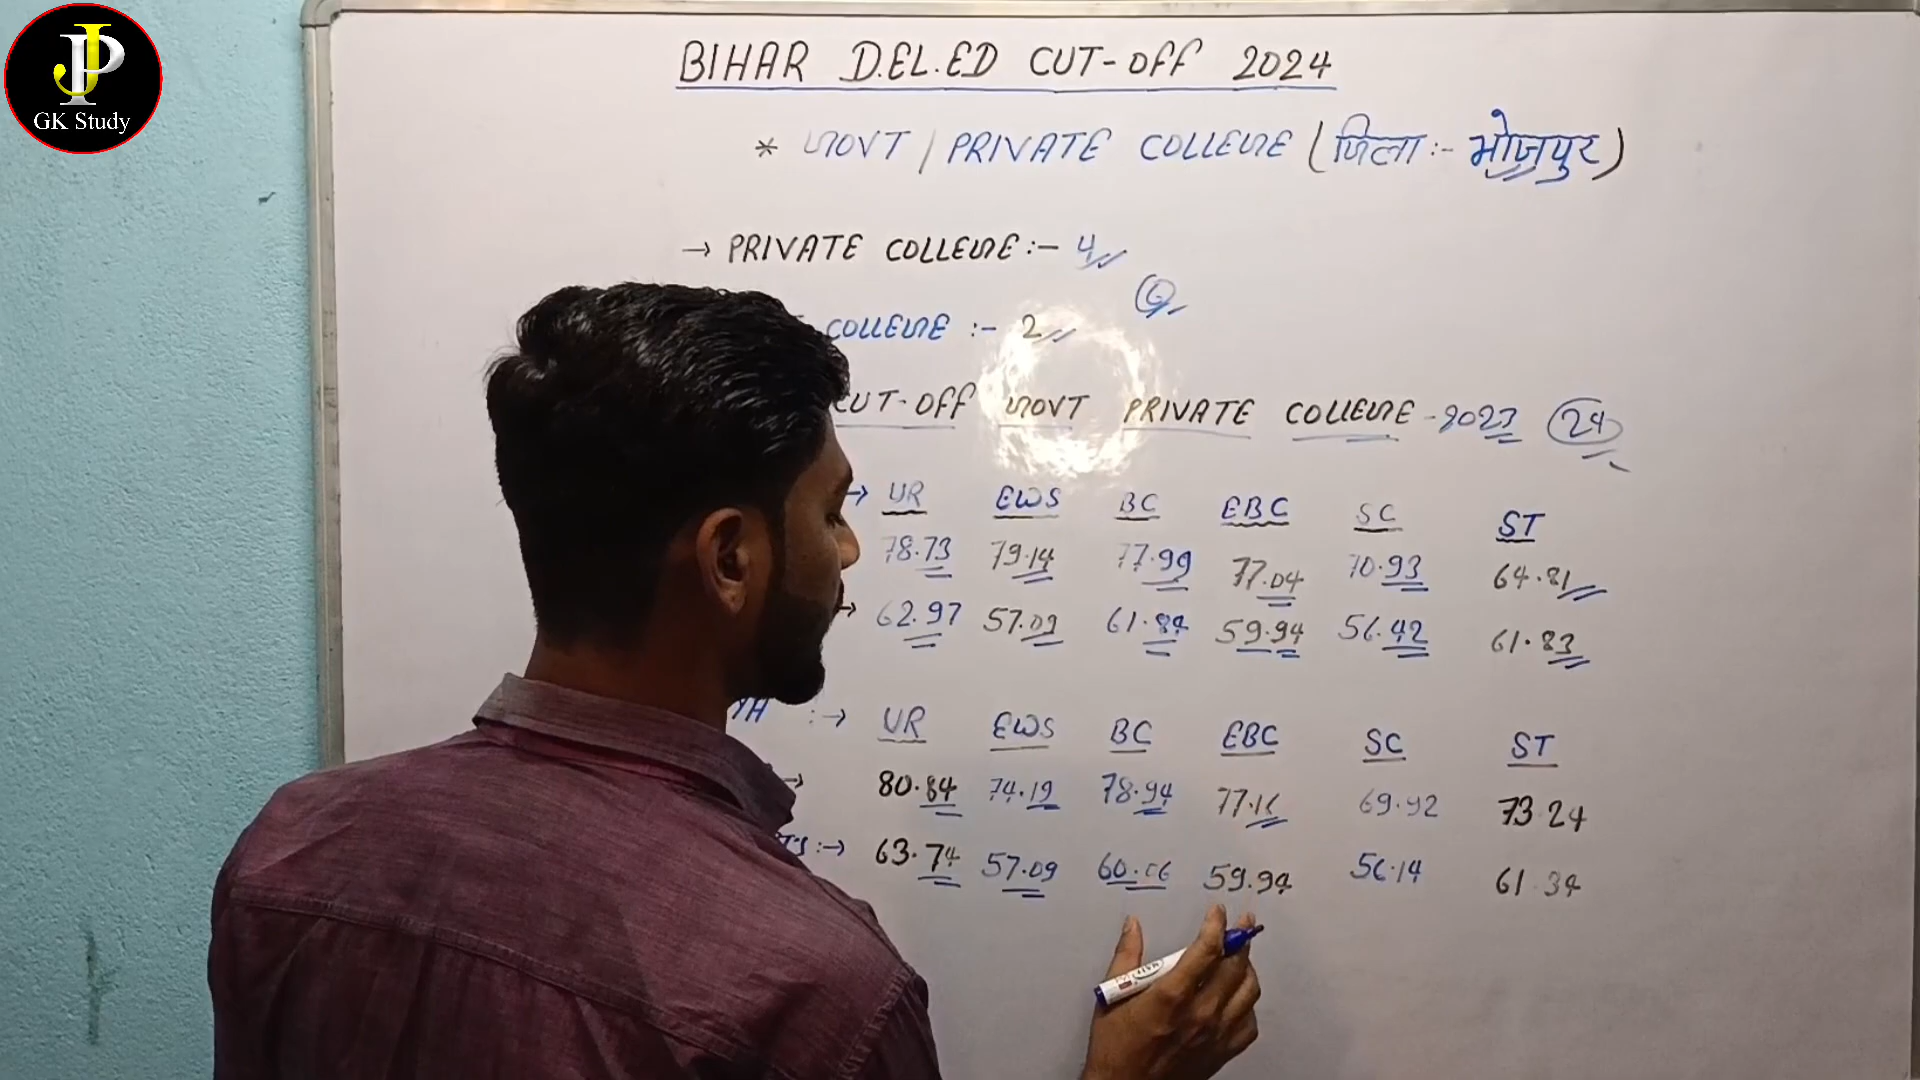 JP
GK Study
BIHAR D.EL.ED CUT-OFF 2024
* GOVT / PRIVATE COLLEGE (जिला :- भोजपुर)
→ PRIVATE COLLEGE :- 4
6
COLLEGE :- 2
CUT-OFF GOVT PRIVATE COLLEGE - 2023 24
→ UR EWS BC EBC SC ST
78.73 79.14 77.99 77.04 70.93 64.81
→ 62.97 57.09 61.84 59.94 56.42 61.83
YA :→ UR EWS BC EBC SC ST
→ 80.84 74.19 78.94 77.16 69.92 73.24
TS :→ 63.74 57.09 60.56 59.94 56.14 61.34